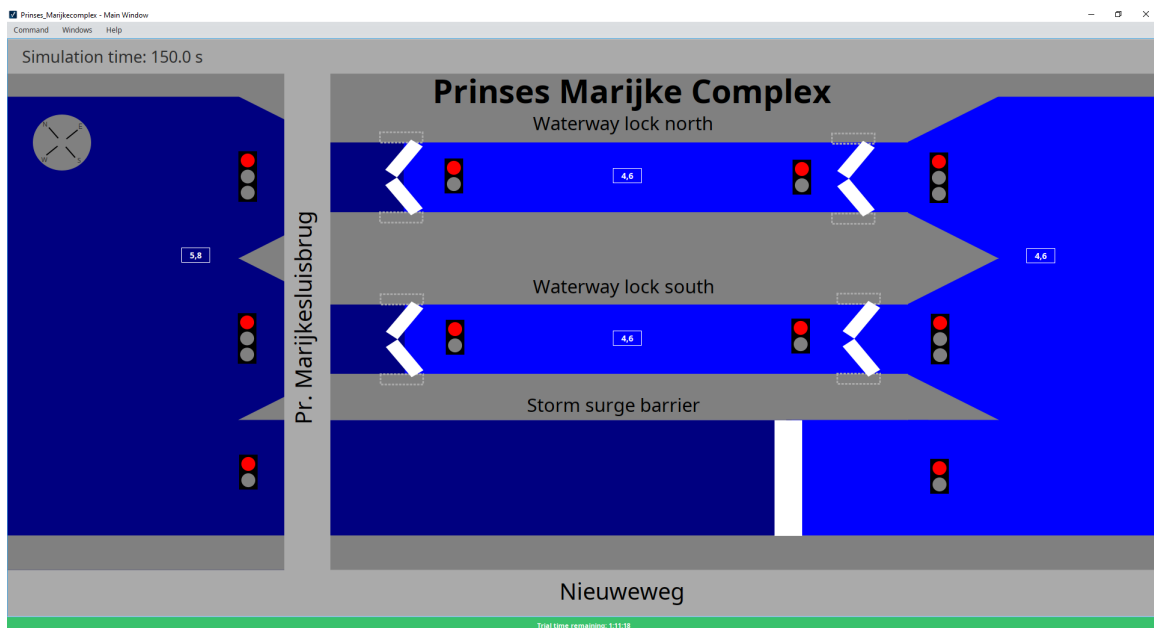 Prinses_Marijkecomplex - Main Window
Command Windows Help
Simulation time: 150.0 s
Prinses Marijke Complex
Waterway lock north
N
E
W
S
4,6
5,8
4,6
Pr. Marijkesluisbrug
Waterway lock south
4,6
Storm surge barrier
Nieuweweg
Trial time remaining: 1:11:18